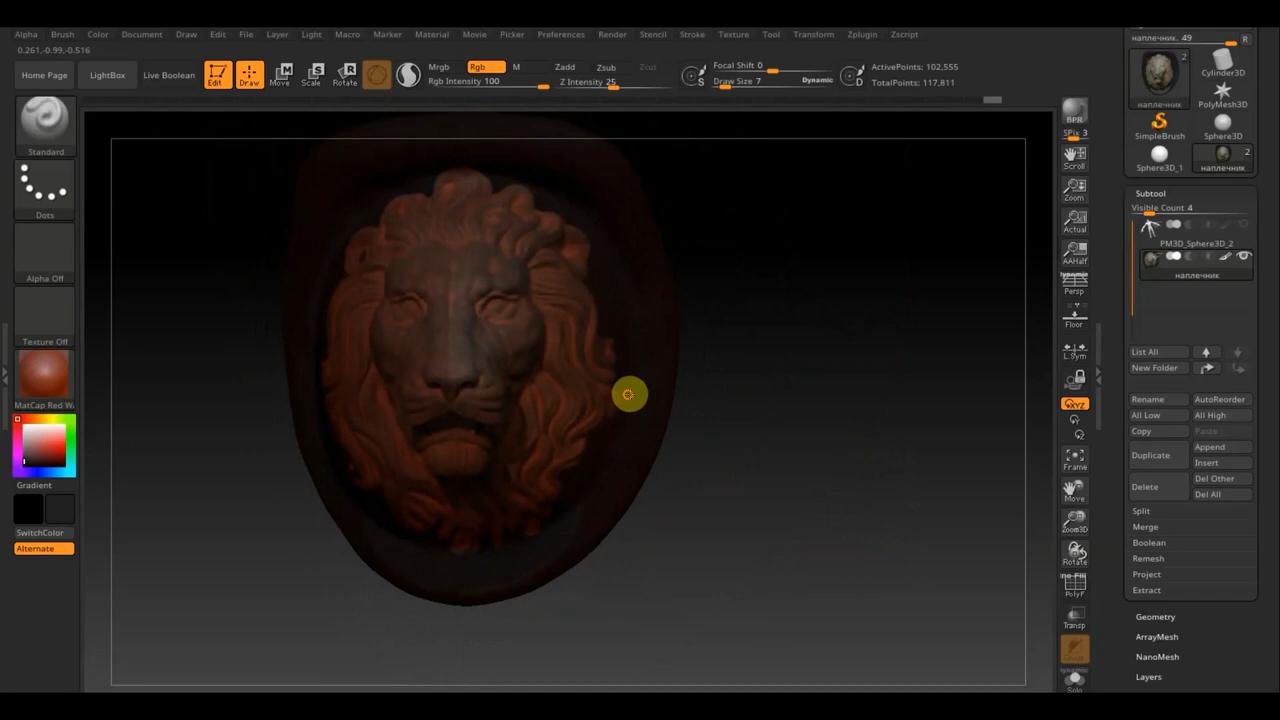 Alpha Brush Color Document Draw Edit File Layer Light Macro Marker Material Movie Picker Preferences Render Stencil Stroke Texture Tool Transform Zplugin Zscript
0.261,-0.99,-0.516
Home Page
LightBox
Live Boolean
Edit
Draw
Move
Scale
Rotate
Mrgb
Rgb
M
Rgb Intensity 100
Zadd
Zsub
Zcut
Z Intensity 25
S
Focal Shift 0
Draw Size 7
Dynamic
D
ActivePoints: 102,555
TotalPoints: 117,811
Standard
Dots
Alpha Off
Texture Off
MatCap Red W
Gradient
SwitchColor
Alternate
BPR
SPix 3
Scroll
Zoom
Actual
AAHalf
Dynamic
Persp
Floor
L.Sym
XYZ
Frame
Move
Zoom3D
Rotate
PolyF
Transp
Solo
наплечник. 49
R
2
наплечник
Cylinder3D
PolyMesh3D
SimpleBrush
Sphere3D
Sphere3D_1
2
наплечник
Subtool
Visible Count 4
PM3D_Sphere3D_2
наплечник
List All
New Folder
Rename
AutoReorder
All Low
All High
Copy
Paste
Duplicate
Append
Insert
Delete
Del Other
Del All
Split
Merge
Boolean
Remesh
Project
Extract
Geometry
ArrayMesh
NanoMesh
Layers